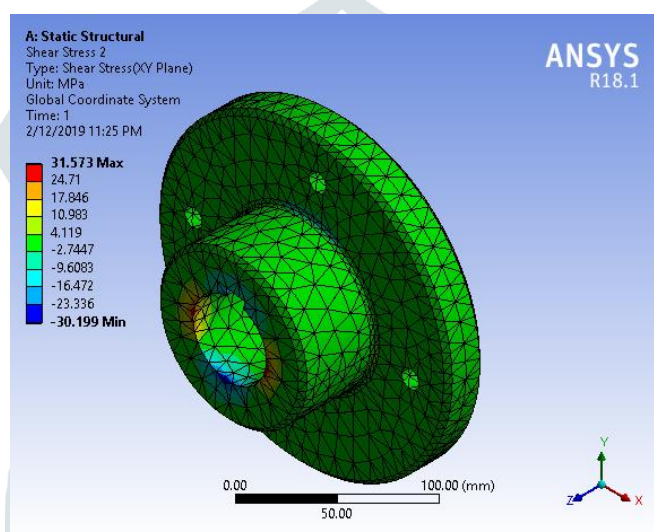 A: Static Structural
Shear Stress 2
Type: Shear Stress(XY Plane)
Unit: MPa
Global Coordinate System
Time: 1
2/12/2019 11:25 PM
31.573 Max
24.71
17.846
10.983
4.119
-2.7447
-9.6083
-16.472
-23.336
-30.199 Min
ANSYS
R18.1
0.00 100.00 (mm)
50.00
Y
Z X